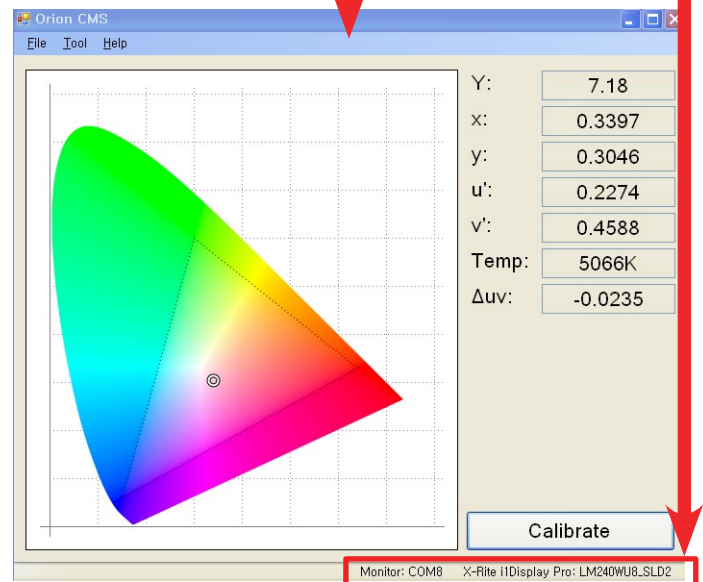 Orion CMS
File Tool Help
Y: 7.18
x: 0.3397
y: 0.3046
u': 0.2274
v': 0.4588
Temp: 5066K
Δuv: -0.0235
Calibrate
Monitor: COM8 X-Rite i1Display Pro: LM240WU8_SLD2